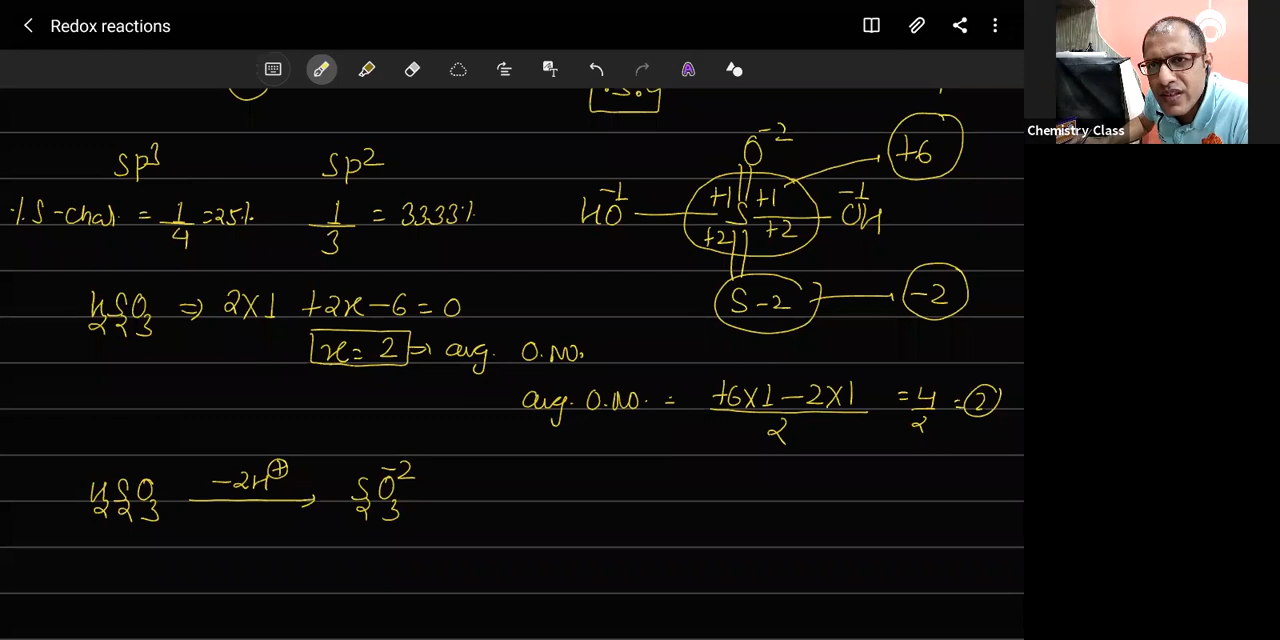 Redox reactions
Chemistry Class
O⁻²
+6
sp³ sp²
HO⁻¹ +1 S +1 ⁻¹OH
+2 +2
% S-char. = 1/4 = 25% 1/3 = 33.33%
S-2 -2
H₂S₂O₃ ⇒ 2×1 +2x-6=0
x=2 → avg. O.NO.
avg. O.NO. = +6×1-2×1/2 = 4/2 = 2
H₂S₂O₃ -2H⊕ → S₂O₃⁻²